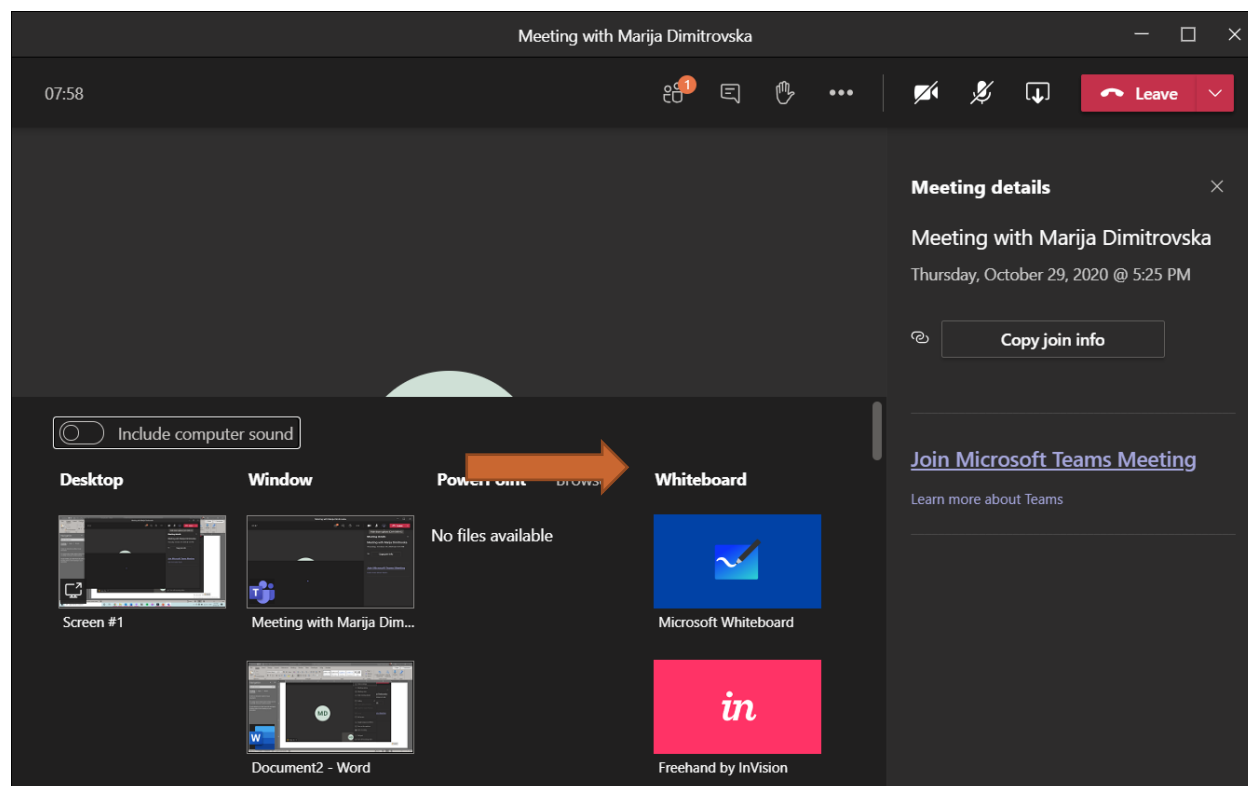 Meeting with Marija Dimitrovska
07:58
1
Leave
Meeting details
Meeting with Marija Dimitrovska
Thursday, October 29, 2020 @ 5:25 PM
Copy join info
Join Microsoft Teams Meeting
Learn more about Teams
Include computer sound
Desktop
Window
PowerPoint
Whiteboard
No files available
Screen #1
Meeting with Marija Dim...
Microsoft Whiteboard
MD
W
in
Document2 - Word
Freehand by InVision